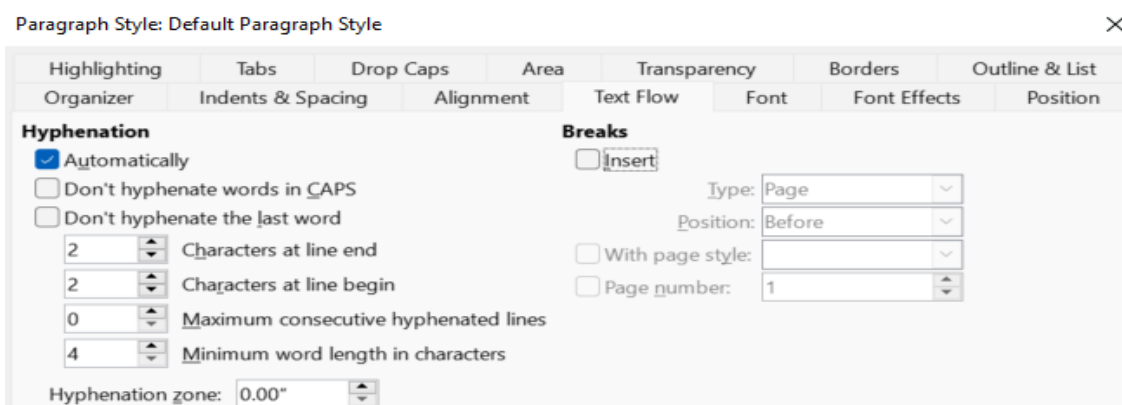 Paragraph Style: Default Paragraph Style
Highlighting Tabs Drop Caps Area Transparency Borders Outline & List
Organizer Indents & Spacing Alignment Text Flow Font Font Effects Position
Hyphenation
Automatically
Don't hyphenate words in CAPS
Don't hyphenate the last word
2 Characters at line end
2 Characters at line begin
0 Maximum consecutive hyphenated lines
4 Minimum word length in characters
Hyphenation zone: 0.00"
Breaks
Insert
Type: Page
Position: Before
With page style:
Page number: 1